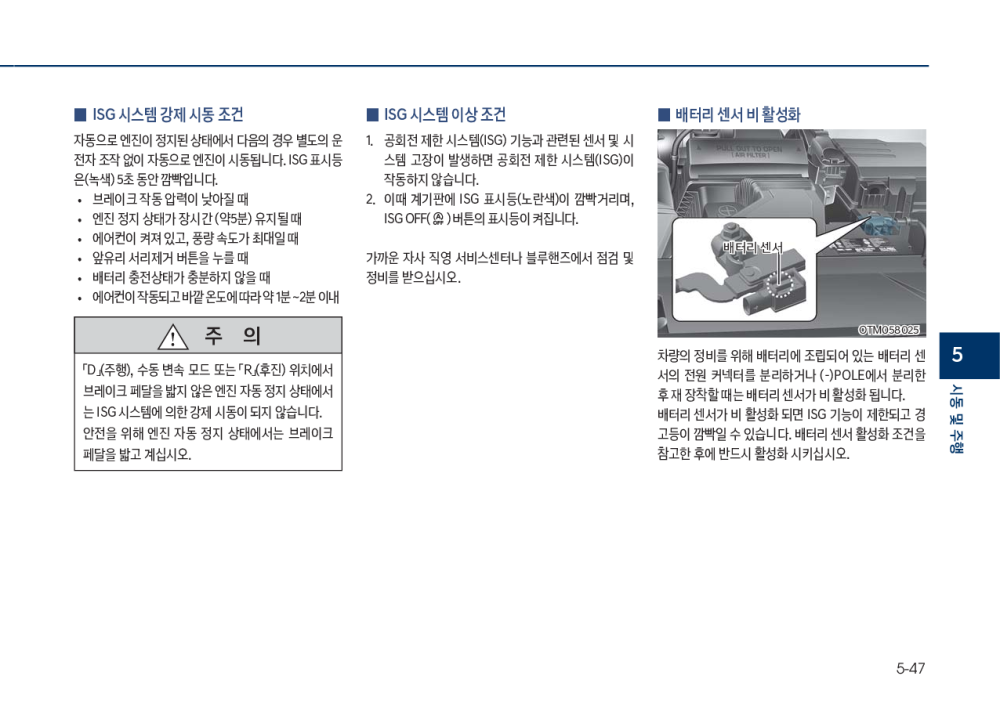 ■ ISG 시스템 강제 시동 조건
자동으로 엔진이 정지된 상태에서 다음의 경우 별도의 운
전자 조작 없이 자동으로 엔진이 시동됩니다. ISG 표시등
은(녹색) 5초 동안 깜빡입니다.
• 브레이크 작동 압력이 낮아질 때
• 엔진 정지 상태가 장시간 (약5분) 유지될 때
• 에어컨이 켜져 있고, 풍량 속도가 최대일 때
• 앞유리 서리제거 버튼을 누를 때
• 배터리 충전상태가 충분하지 않을 때
• 에어컨이 작동되고 바깥 온도에 따라 약 1분 ~2분 이내
주 의
「D」(주행), 수동 변속 모드 또는 「R」(후진) 위치에서
브레이크 페달을 밟지 않은 엔진 자동 정지 상태에서
는 ISG 시스템에 의한 강제 시동이 되지 않습니다.
안전을 위해 엔진 자동 정지 상태에서는 브레이크
페달을 밟고 계십시오.
■ ISG 시스템 이상 조건
1. 공회전 제한 시스템(ISG) 기능과 관련된 센서 및 시
스템 고장이 발생하면 공회전 제한 시스템(ISG)이
작동하지 않습니다.
2. 이때 계기판에 ISG 표시등(노란색)이 깜빡거리며,
ISG OFF( ) 버튼의 표시등이 켜집니다.
가까운 자사 직영 서비스센터나 블루핸즈에서 점검 및
정비를 받으십시오.
■ 배터리 센서 비 활성화
PULL OUT TO OPEN
( AIR FILTER )
배터리 센서
OTM058025
차량의 정비를 위해 배터리에 조립되어 있는 배터리 센
서의 전원 커넥터를 분리하거나 (-)POLE에서 분리한
후 재 장착할 때는 배터리 센서가 비 활성화 됩니다.
배터리 센서가 비 활성화 되면 ISG 기능이 제한되고 경
고등이 깜빡일 수 있습니다. 배터리 센서 활성화 조건을
참고한 후에 반드시 활성화 시키십시오.
5
시동 및 주행
5-47